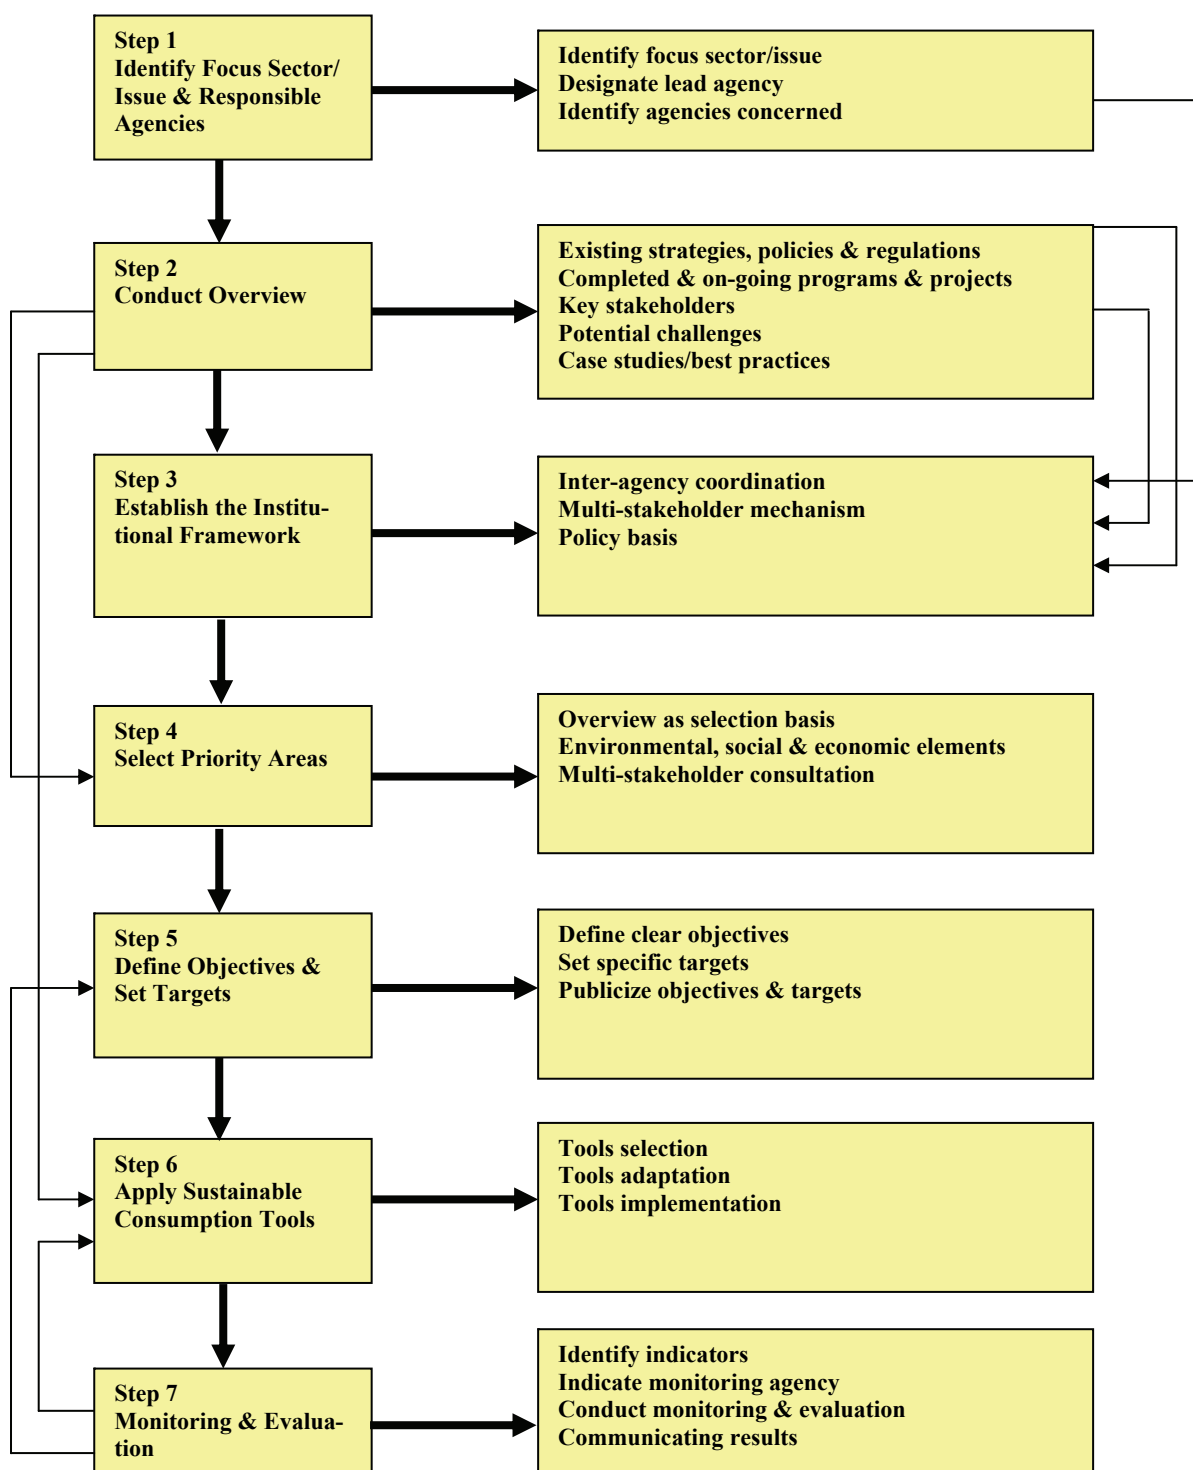 Step 1
Identify Focus Sector/
Issue & Responsible
Agencies
Identify focus sector/issue
Designate lead agency
Identify agencies concerned
Step 2
Conduct Overview
Existing strategies, policies & regulations
Completed & on-going programs & projects
Key stakeholders
Potential challenges
Case studies/best practices
Step 3
Establish the Institu-
tional Framework
Inter-agency coordination
Multi-stakeholder mechanism
Policy basis
Step 4
Select Priority Areas
Overview as selection basis
Environmental, social & economic elements
Multi-stakeholder consultation
Step 5
Define Objectives &
Set Targets
Define clear objectives
Set specific targets
Publicize objectives & targets
Step 6
Apply Sustainable
Consumption Tools
Tools selection
Tools adaptation
Tools implementation
Step 7
Monitoring & Evalua-
tion
Identify indicators
Indicate monitoring agency
Conduct monitoring & evaluation
Communicating results